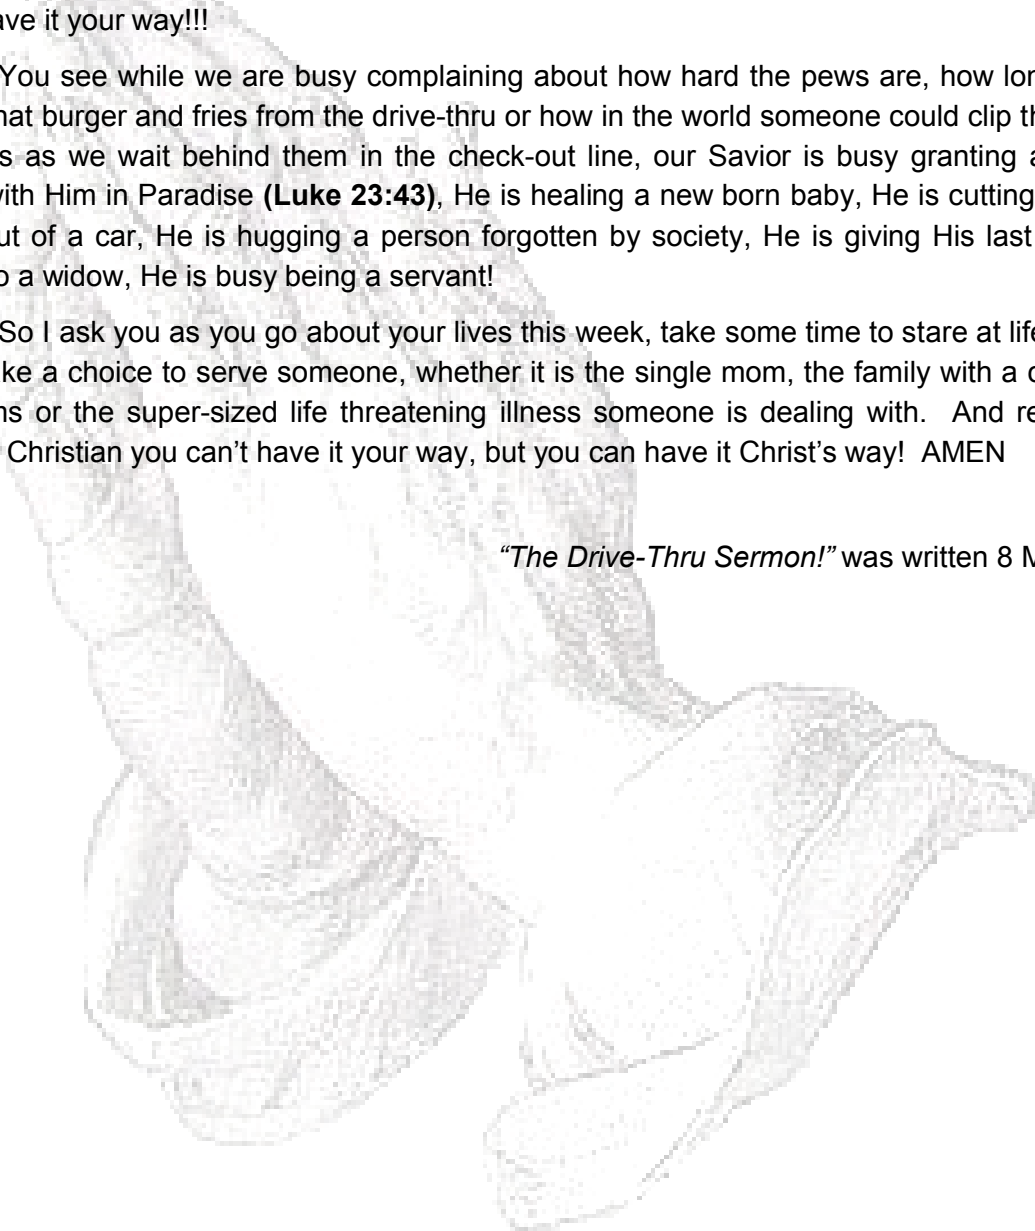 ave it your way!!!
You see while we are busy complaining about how hard the pews are, how lon
hat burger and fries from the drive-thru or how in the world someone could clip th
s as we wait behind them in the check-out line, our Savior is busy granting a
with Him in Paradise (Luke 23:43), He is healing a new born baby, He is cutting
ut of a car, He is hugging a person forgotten by society, He is giving His last
o a widow, He is busy being a servant!
So I ask you as you go about your lives this week, take some time to stare at life
ke a choice to serve someone, whether it is the single mom, the family with a c
ns or the super-sized life threatening illness someone is dealing with. And re
Christian you can’t have it your way, but you can have it Christ’s way! AMEN
“The Drive-Thru Sermon!” was written 8 M